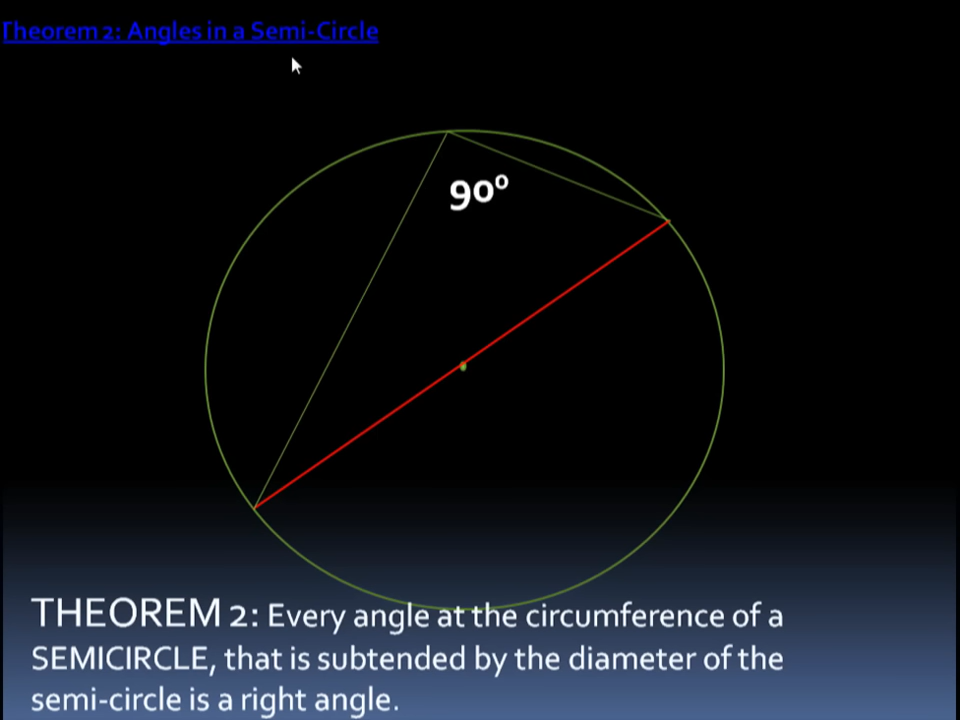 Theorem 2: Angles in a Semi-Circle
90º
THEOREM 2: Every angle at the circumference of a
SEMICIRCLE, that is subtended by the diameter of the
semi-circle is a right angle.